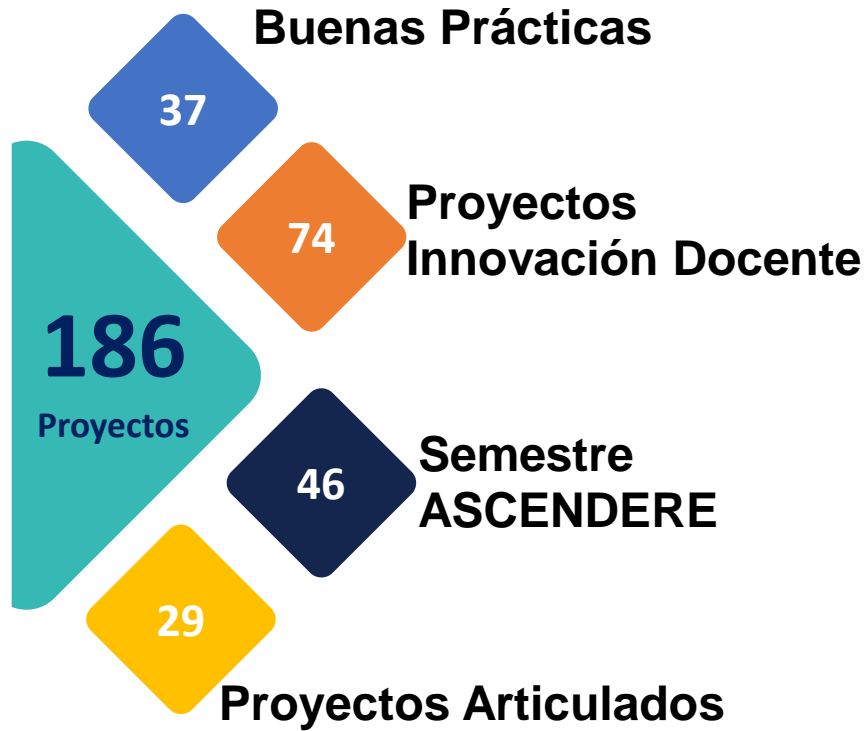 Buenas Prácticas
37
74
Proyectos
Innovación Docente
186
Proyectos
46
Semestre
ASCENDERE
29
Proyectos Articulados